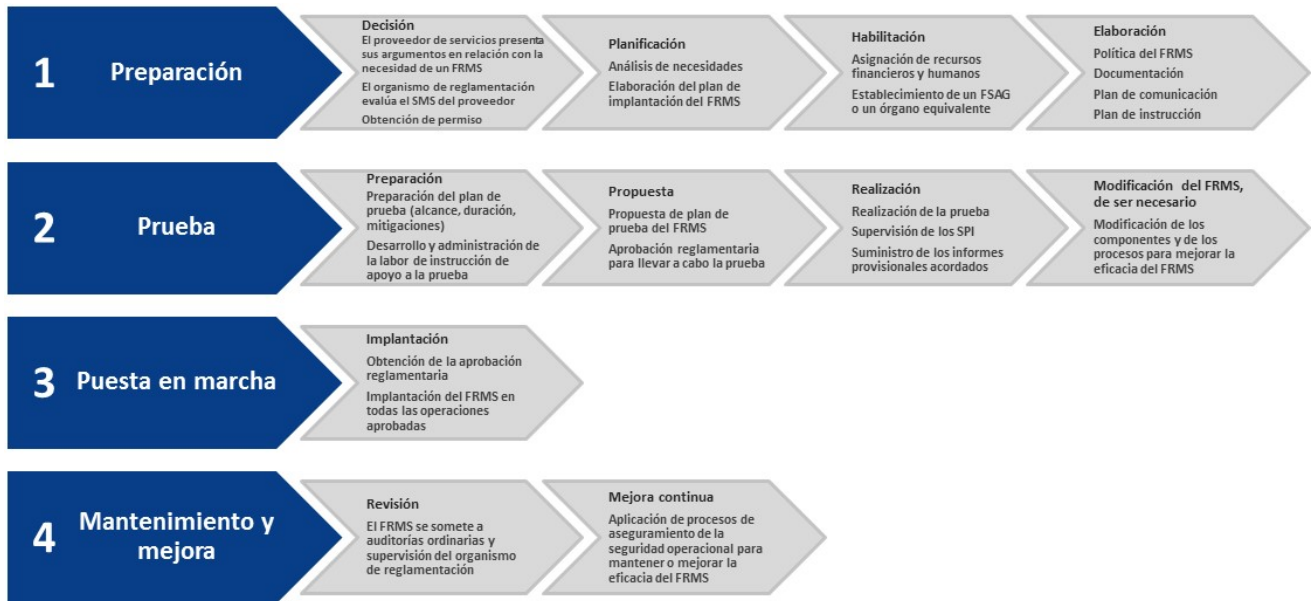 1
Preparación
Decisión
El proveedor de servicios presenta
sus argumentos en relación con la
necesidad de un FRMS
El organismo de reglamentación
evalúa el SMS del proveedor
Obtención de permiso
Planificación
Análisis de necesidades
Elaboración del plan de
implantación del FRMS
Habilitación
Asignación de recursos
financieros y humanos
Establecimiento de un FSAG
o un órgano equivalente
Elaboración
Política del FRMS
Documentación
Plan de comunicación
Plan de instrucción
2
Prueba
Preparación
Preparación del plan de
prueba (alcance, duración,
mitigaciones)
Desarrollo y administración de
la labor de instrucción de
apoyo a la prueba
Propuesta
Propuesta de plan de
prueba del FRMS
Aprobación reglamentaria
para llevar a cabo la prueba
Realización
Realización de la prueba
Supervisión de los SPI
Suministro de los informes
provisionales acordados
Modificación del FRMS,
de ser necesario
Modificación de los
componentes y de los
procesos para mejorar la
eficacia del FRMS
3
Puesta en marcha
Implantación
Obtención de la aprobación
reglamentaria
Implantación del FRMS en
todas las operaciones
aprobadas
4
Mantenimiento y
mejora
Revisión
El FRMS se somete a
auditorías ordinarias y
supervisión del organismo
de reglamentación
Mejora continua
Aplicación de procesos de
aseguramiento de la
seguridad operacional para
mantener o mejorar la
eficacia del FRMS